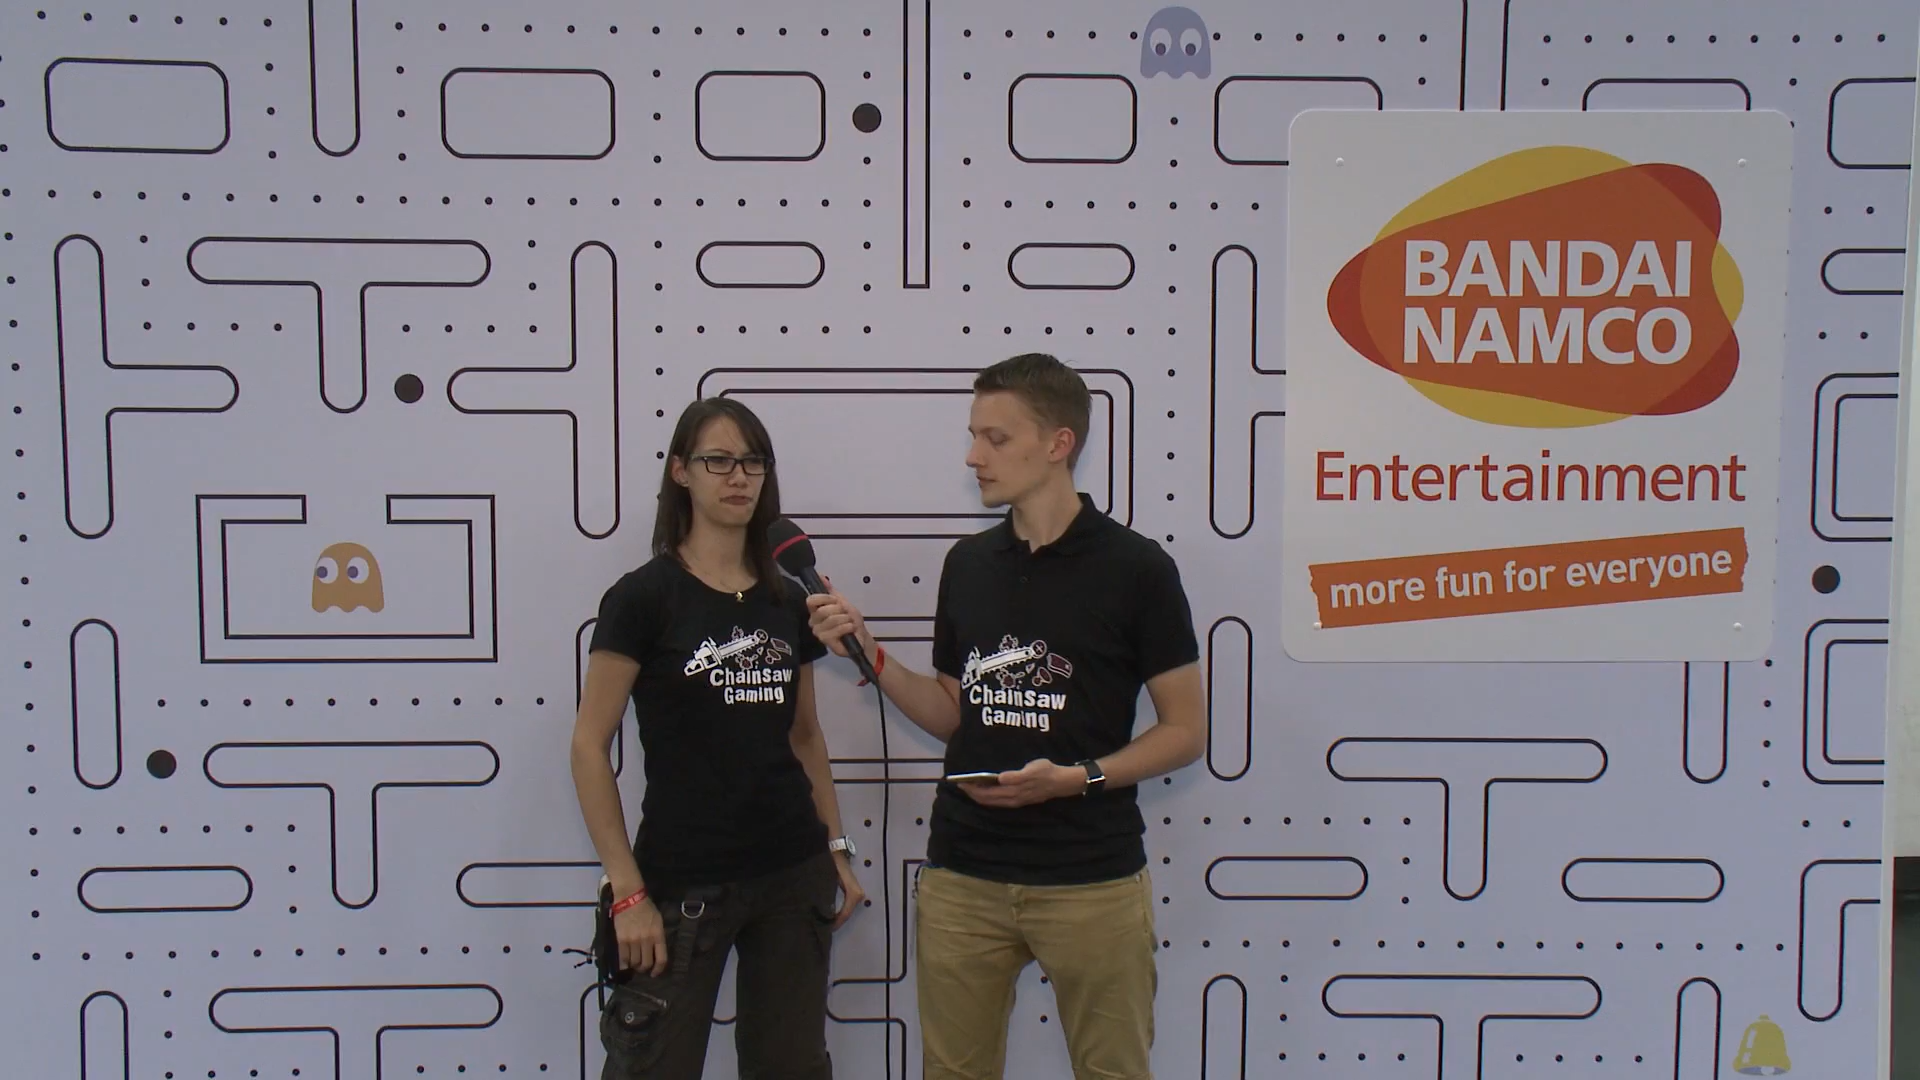 BANDAI
NAMCO
Entertainment
more fun for everyone
ChainSaw
Gaming
ChainSaw
Gaming